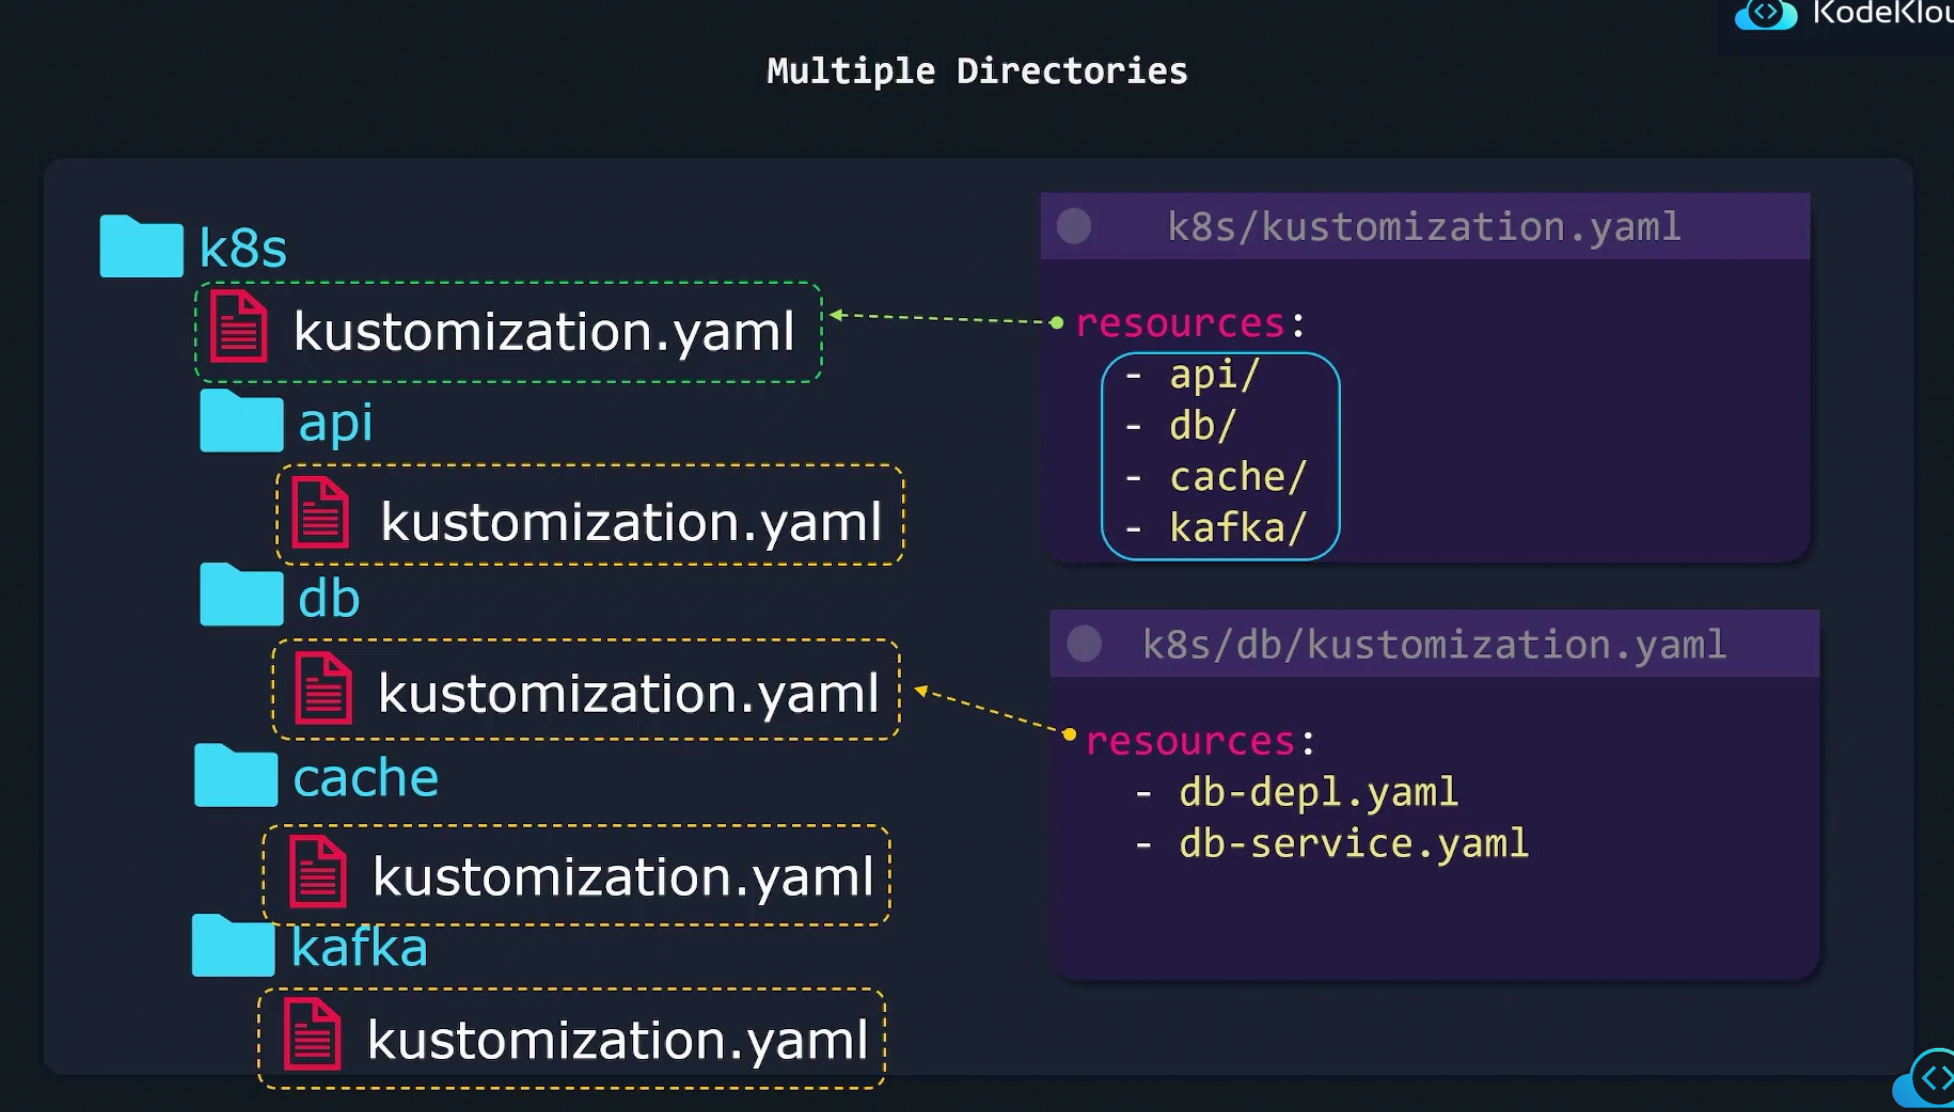 Multiple Directories
k8s
kustomization.yaml
api
kustomization.yaml
db
kustomization.yaml
cache
kustomization.yaml
kafka
kustomization.yaml
k8s/kustomization.yaml
resources:
- api/
- db/
- cache/
- kafka/
k8s/db/kustomization.yaml
resources:
- db-depl.yaml
- db-service.yaml